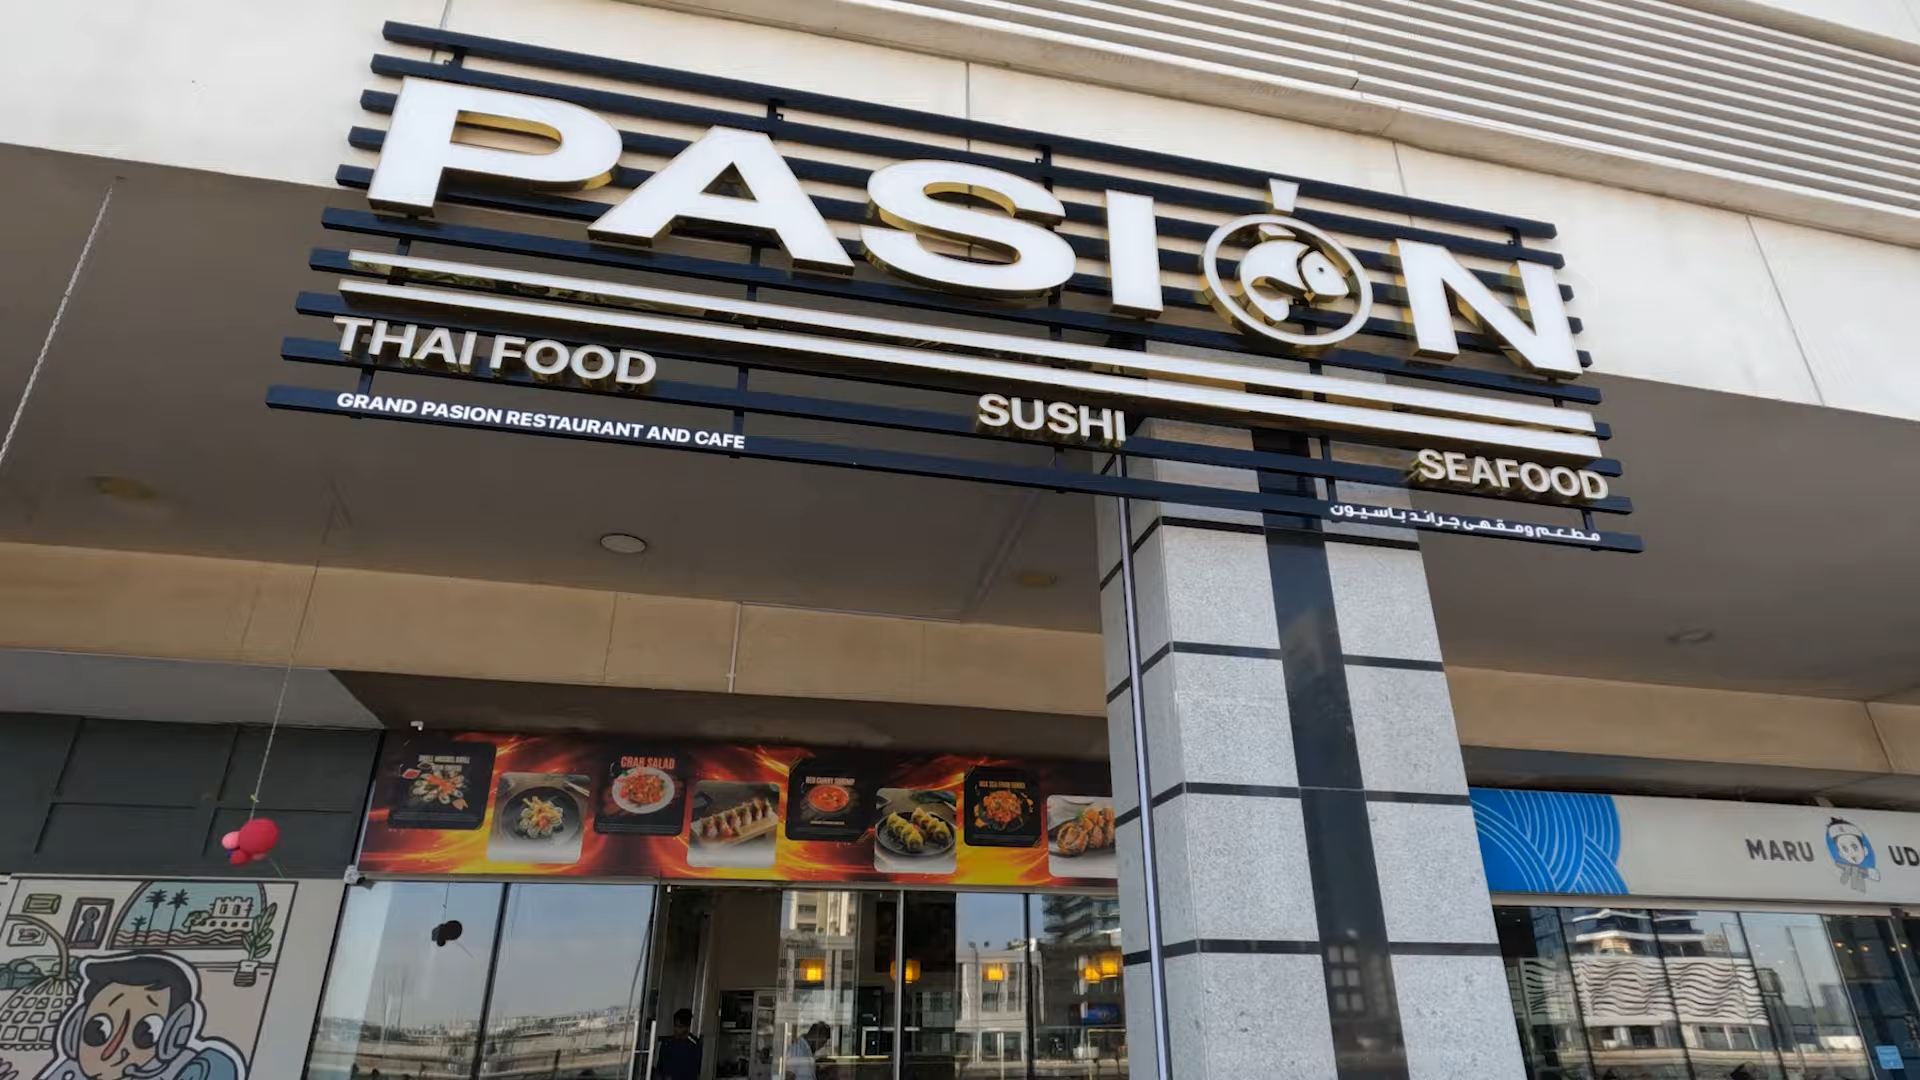 PASIÓN
THAI FOOD
SUSHI
SEAFOOD
GRAND PASION RESTAURANT AND CAFE
مطعم ومقهى جراند باسيون
CRAB SALAD
RED CURRY SHRIMP
MARU